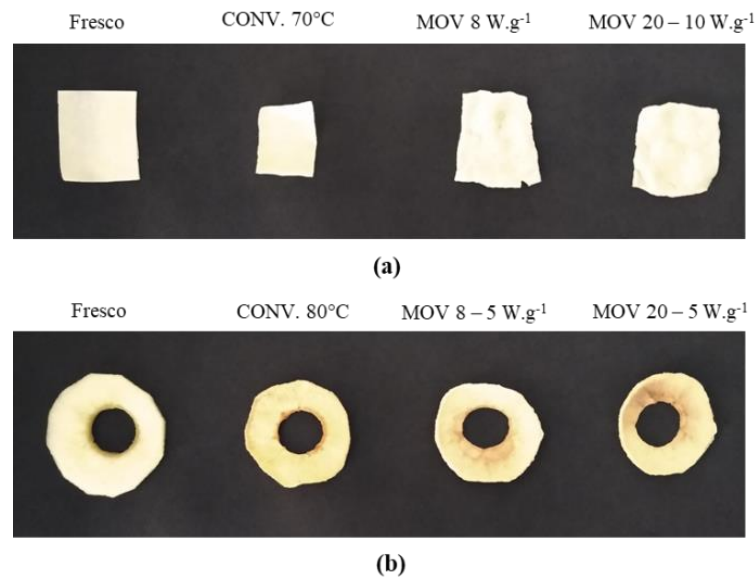 Fresco CONV. 70°C MOV 8 W.g⁻¹ MOV 20 – 10 W.g⁻¹
(a)
Fresco CONV. 80°C MOV 8 – 5 W.g⁻¹ MOV 20 – 5 W.g⁻¹
(b)